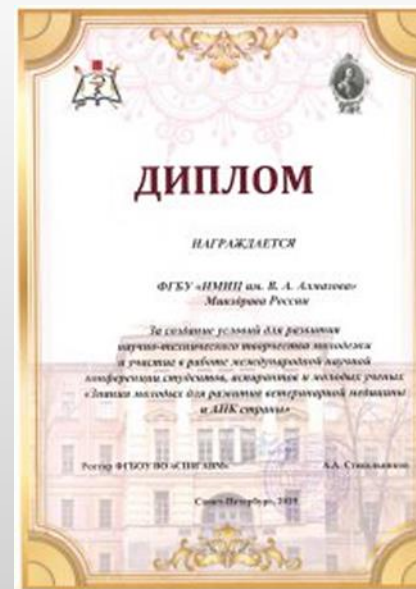 ДИПЛОМ
НАГРАЖДАЕТСЯ
ФГБУ «НМИЦ им. В. А. Алмазова»
Минздрава России
За создание условий для развития
научно-технического творчества молодежи
и участие в работе международной научной
конференции студентов, аспирантов и молодых ученых
«Знания молодых для развития ветеринарной медицины
и АПК страны»
Ректор ФГБОУ ВО «СПбГАВМ»
А.А. Стекольников
Санкт-Петербург,